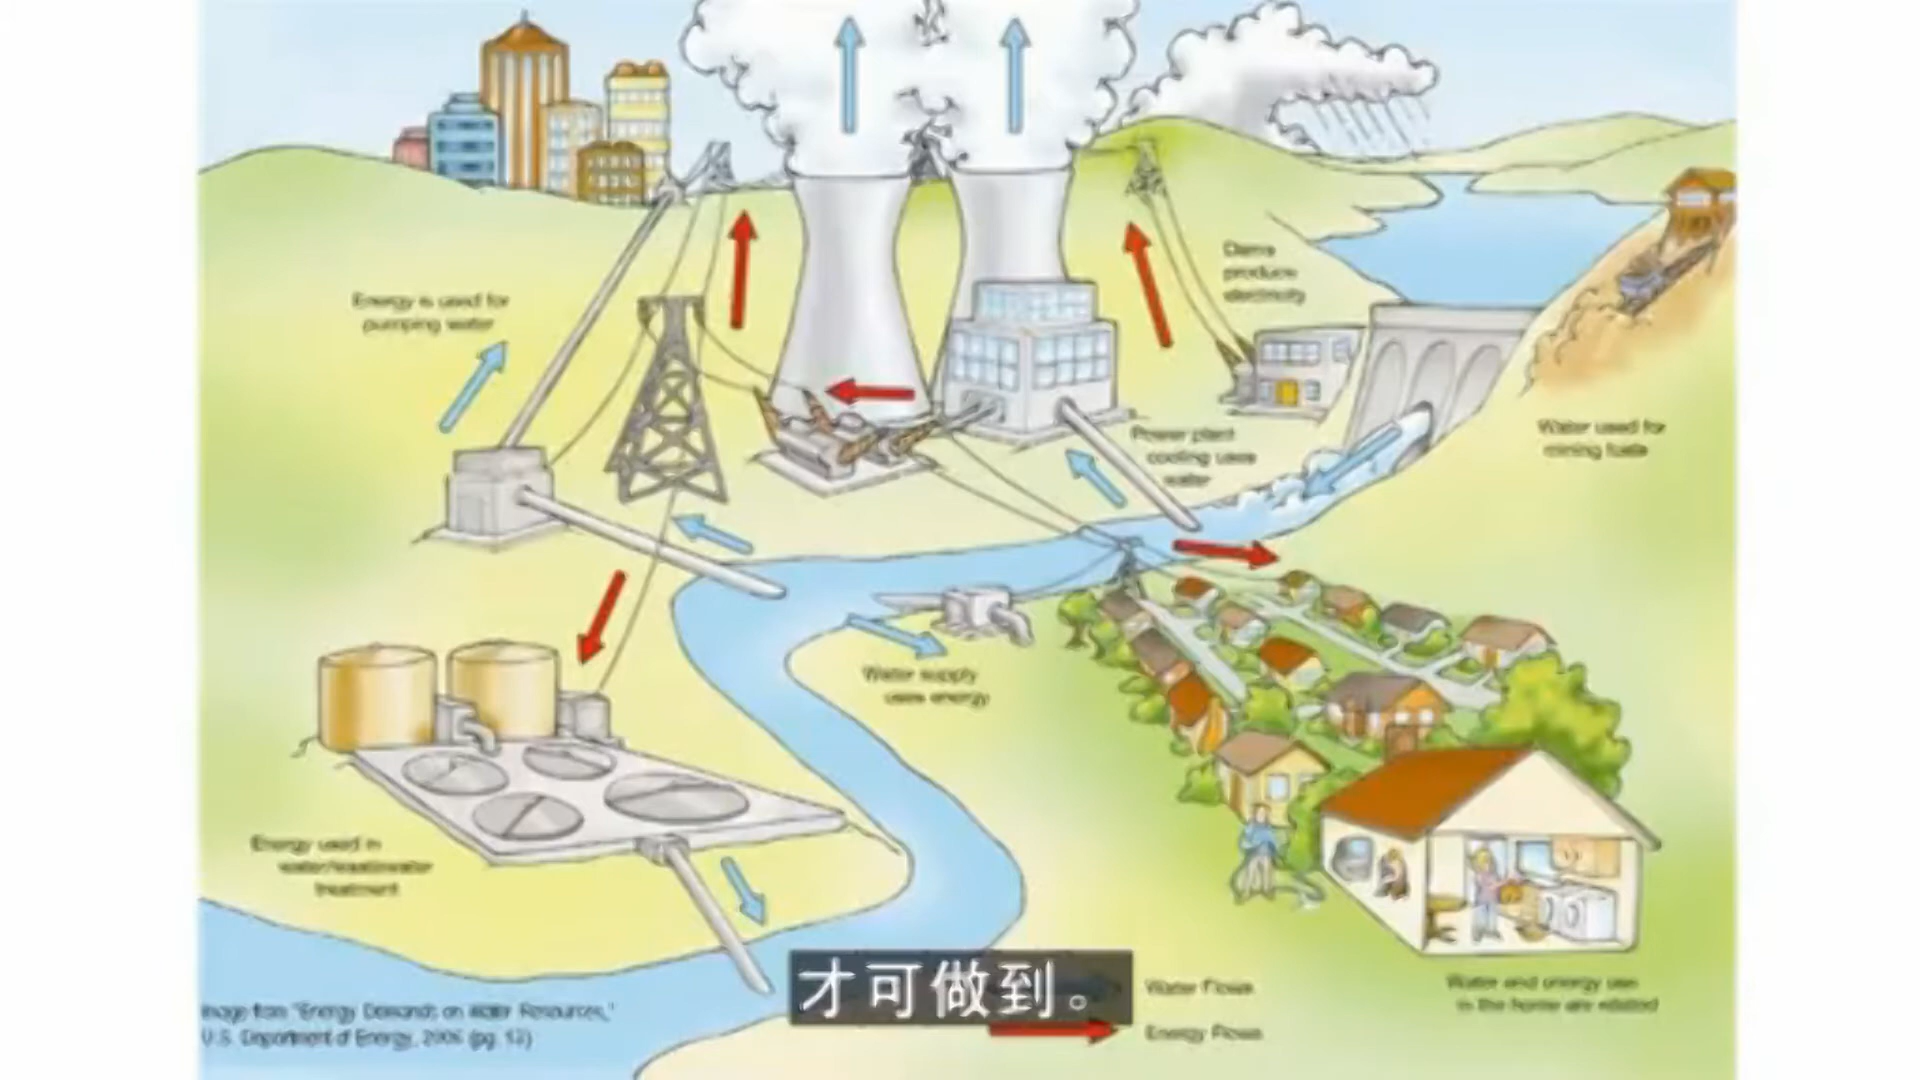 Energy is used for
pumping water
Dams
produce
electricity
Power plant
cooling uses
water
Water used for
mining fuels
Water supply
uses energy
Energy used in
water/wastewater
treatment
Water and energy use
in the home are related
Image from "Energy Demands on Water Resources,"
U.S. Department of Energy, 2006 (pg. 13)
Water Flows
Energy Flows
才可做到。